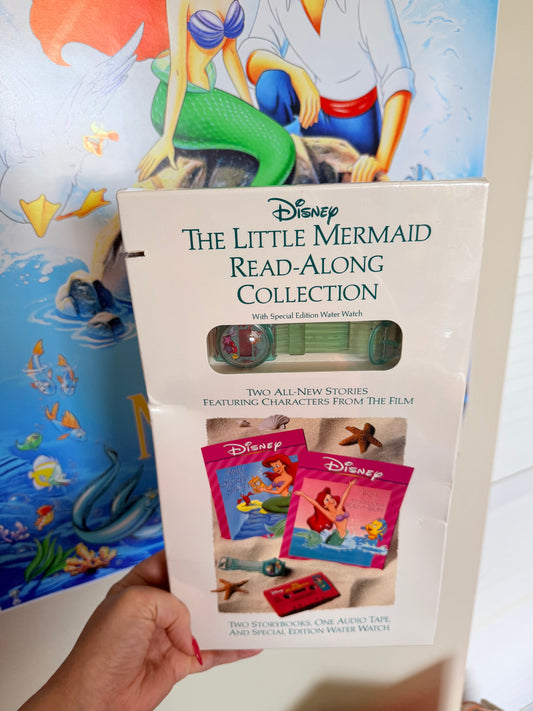 Disney
THE LITTLE MERMAID
READ-ALONG
COLLECTION
With Special Edition Water Watch
TWO ALL-NEW STORIES
FEATURING CHARACTERS FROM THE FILM
Disney
Disney
TWO STORYBOOKS, ONE AUDIO TAPE,
AND SPECIAL EDITION WATER WATCH